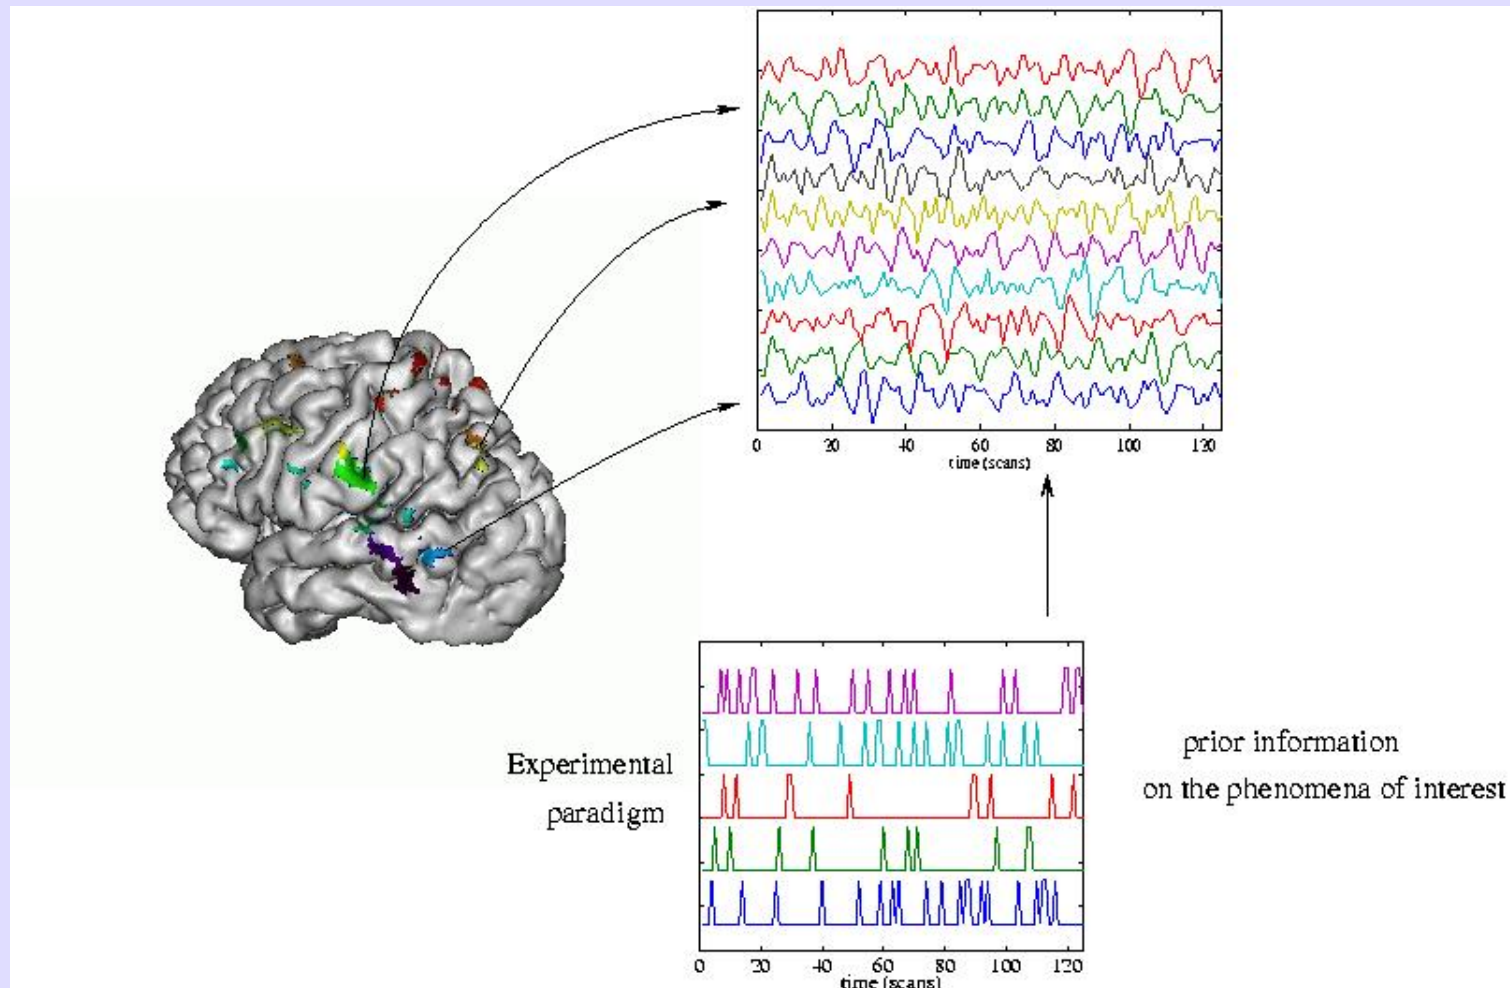 0 20 40 60 80 100 120
time (scans)
Experimental
paradigm
prior information
on the phenomena of interest
0 20 40 60 80 100 120
time (scans)